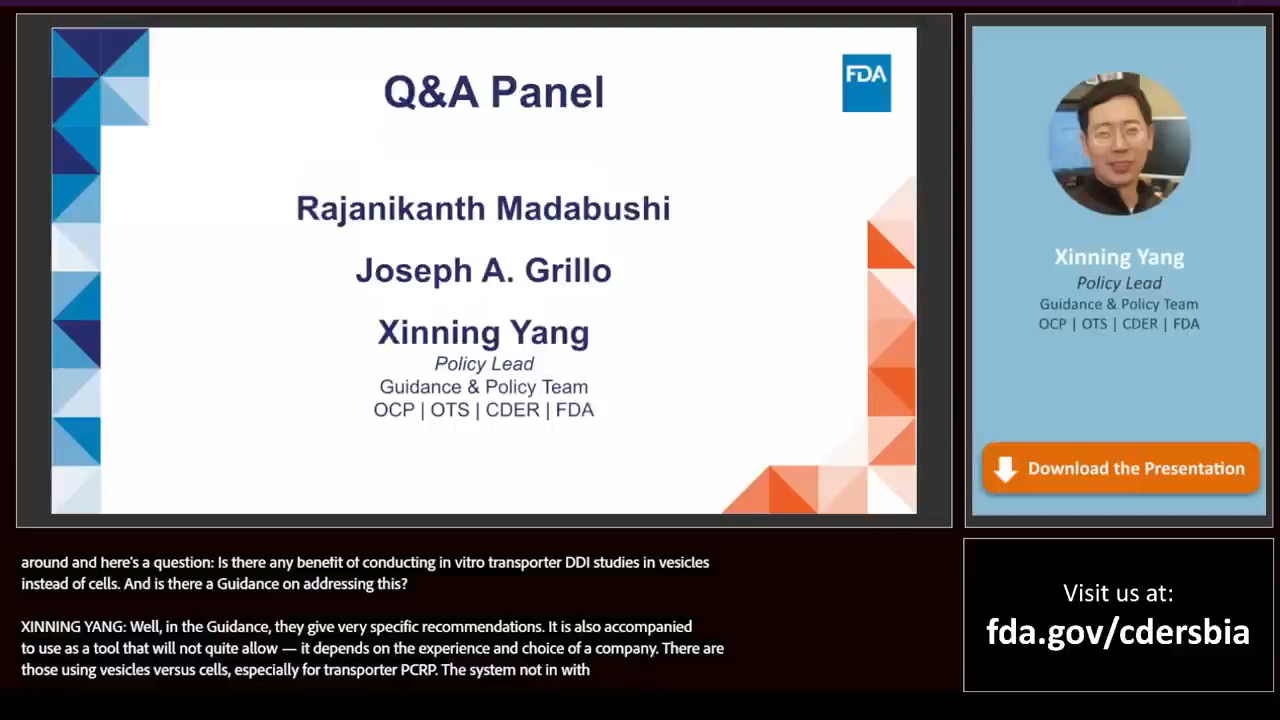 Q&A Panel
FDA
Rajanikanth Madabushi
Joseph A. Grillo
Xinning Yang
Policy Lead
Guidance & Policy Team
OCP | OTS | CDER | FDA
Xinning Yang
Policy Lead
Guidance & Policy Team
OCP | OTS | CDER | FDA
Download the Presentation
around and here's a question: Is there any benefit of conducting in vitro transporter DDI studies in vesicles
instead of cells. And is there a Guidance on addressing this?
XINNING YANG: Well, in the Guidance, they give very specific recommendations. It is also accompanied
to use as a tool that will not quite allow — it depends on the experience and choice of a company. There are
those using vesicles versus cells, especially for transporter PCRP. The system not in with
Visit us at:
fda.gov/cdersbia